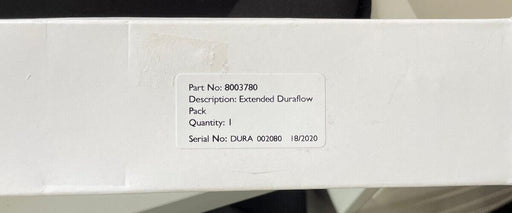 Part No: 8003780
Description: Extended Duraflow
Pack
Quantity: 1
Serial No: DURA 002080 18/2020